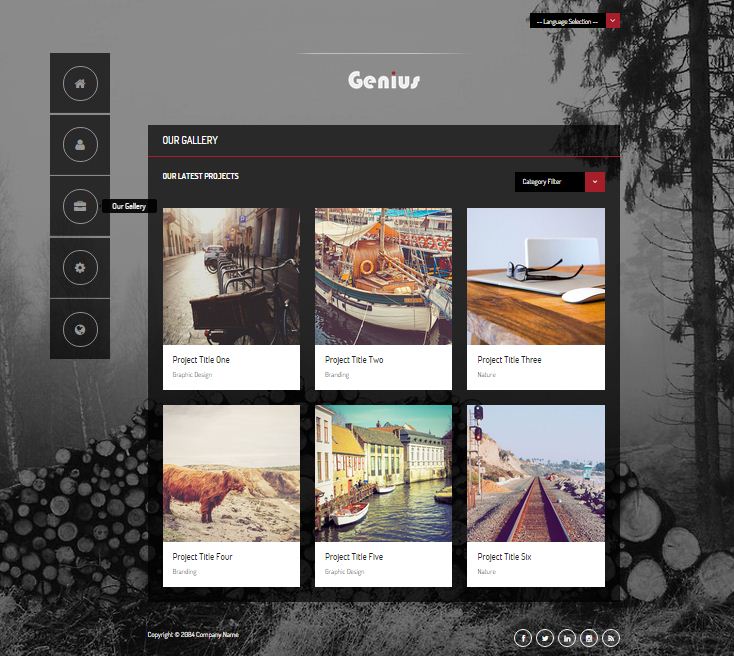 -- Language Selection --
Genius
OUR GALLERY
OUR LATEST PROJECTS
Category Filter
Our Gallery
Project Title One
Graphic Design
Project Title Two
Branding
Project Title Three
Nature
Project Title Four
Branding
Project Title Five
Graphic Design
Project Title Six
Nature
Copyright © 2084 Company Name